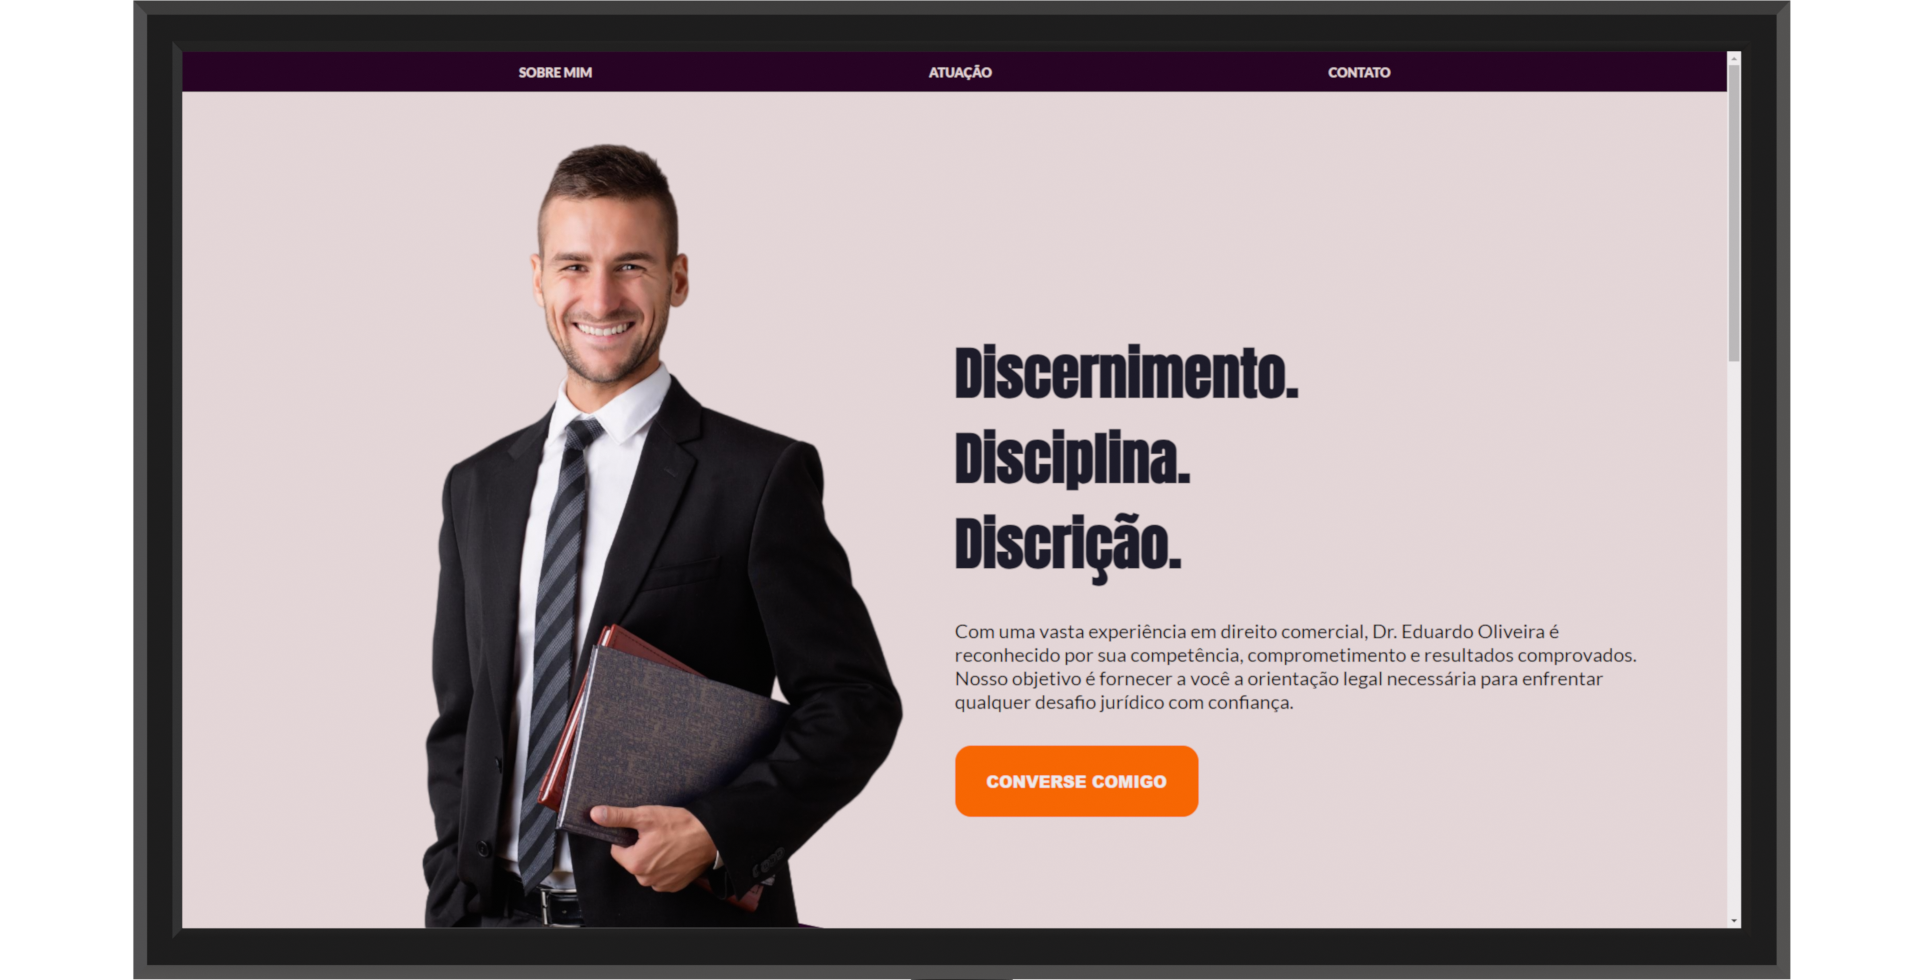 SOBRE MIM
ATUAÇÃO
CONTATO
Discernimento.
Disciplina.
Discrição.
Com uma vasta experiência em direito comercial, Dr. Eduardo Oliveira é
reconhecido por sua competência, comprometimento e resultados comprovados.
Nosso objetivo é fornecer a você a orientação legal necessária para enfrentar
qualquer desafio jurídico com confiança.
CONVERSE COMIGO